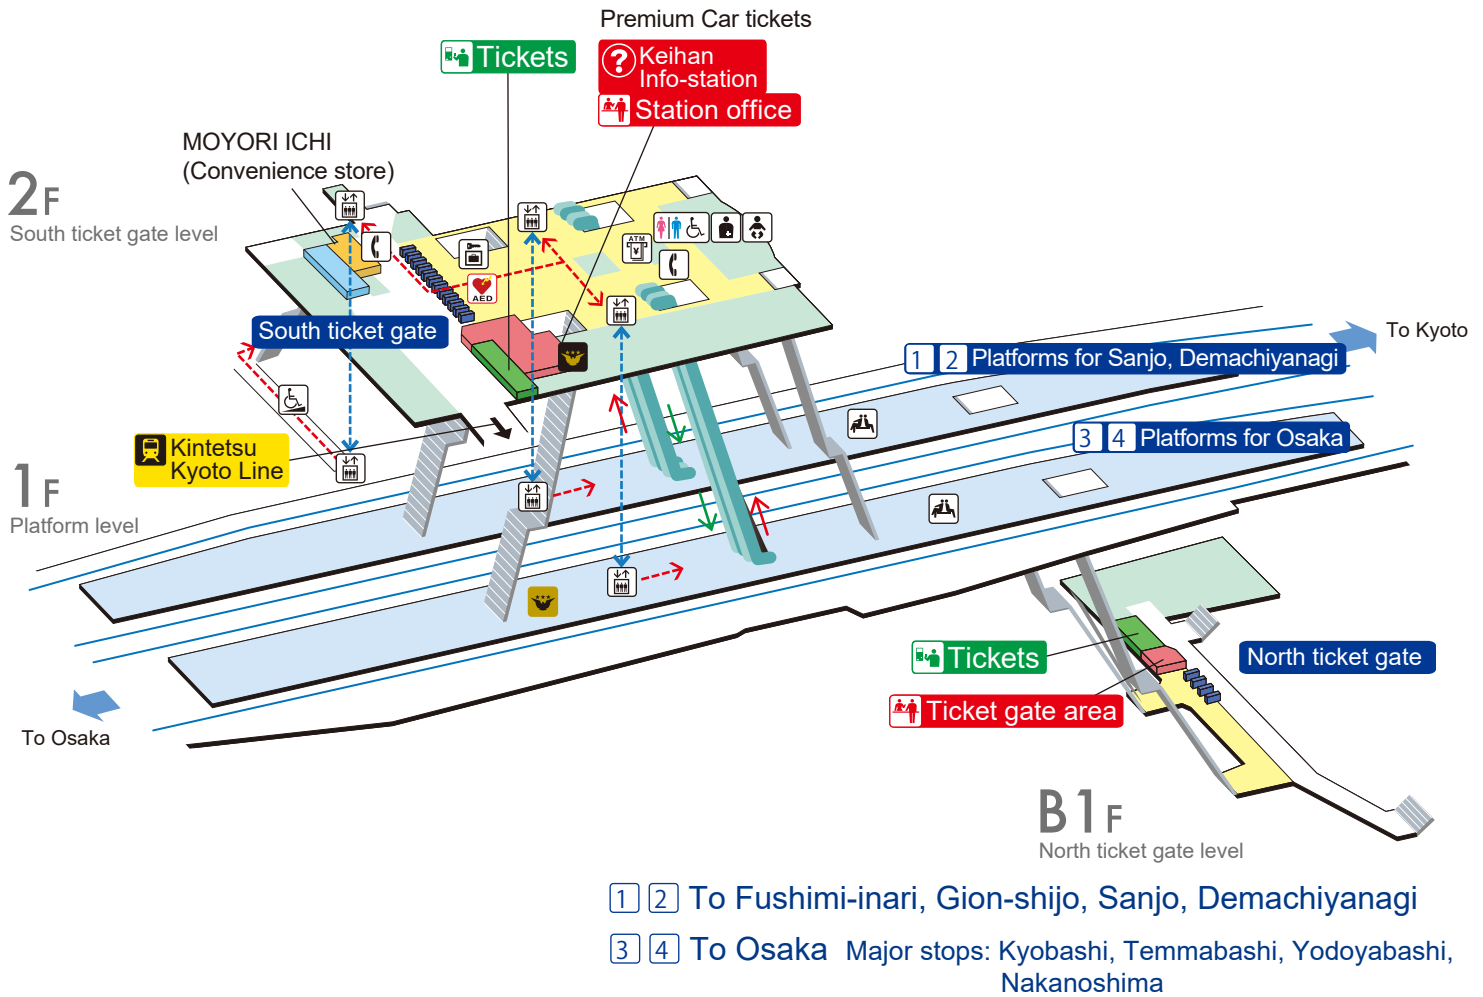 Premium Car tickets
Tickets
?
Keihan
Info-station
Station office
MOYORI ICHI
(Convenience store)
2F
South ticket gate level
ATM
¥
AED
South ticket gate
To Kyoto
1 2 Platforms for Sanjo, Demachiyanagi
3 4 Platforms for Osaka
Kintetsu
Kyoto Line
1F
Platform level
Tickets
North ticket gate
Ticket gate area
To Osaka
B1F
North ticket gate level
1 2 To Fushimi-inari, Gion-shijo, Sanjo, Demachiyanagi
3 4 To Osaka Major stops: Kyobashi, Temmabashi, Yodoyabashi,
Nakanoshima